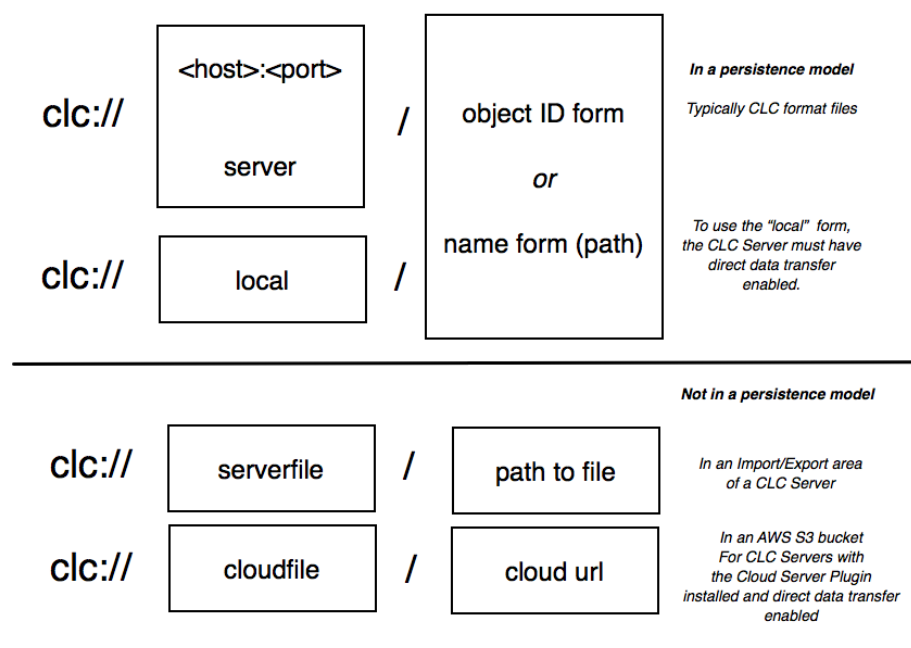 <host>:<port>
In a persistence model
clc://
/
object ID form
Typically CLC format files
server
or
name form (path)
To use the “local” form,
the CLC Server must have
direct data transfer
enabled.
clc://
local
/
Not in a persistence model
clc://
serverfile
/
path to file
In an Import/Export area
of a CLC Server
clc://
cloudfile
/
cloud url
In an AWS S3 bucket
For CLC Servers with
the Cloud Server Plugin
installed and direct data transfer
enabled